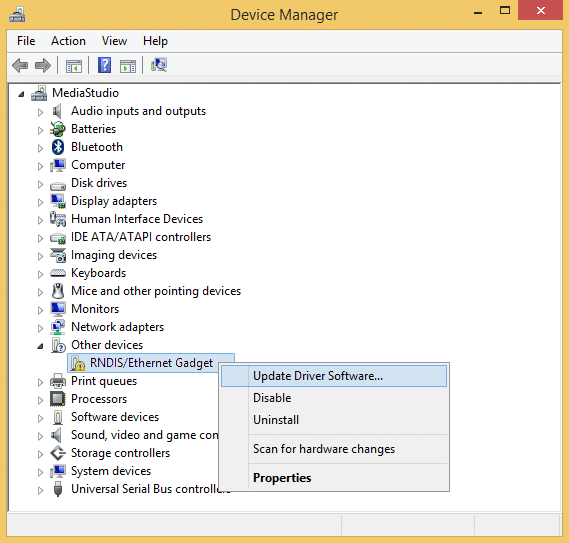 Device Manager
File Action View Help
MediaStudio
Audio inputs and outputs
Batteries
Bluetooth
Computer
Disk drives
Display adapters
Human Interface Devices
IDE ATA/ATAPI controllers
Imaging devices
Keyboards
Mice and other pointing devices
Monitors
Network adapters
Other devices
RNDIS/Ethernet Gadget
Update Driver Software...
Disable
Uninstall
Scan for hardware changes
Properties
Print queues
Processors
Software devices
Sound, video and game con
Storage controllers
System devices
Universal Serial Bus controllers